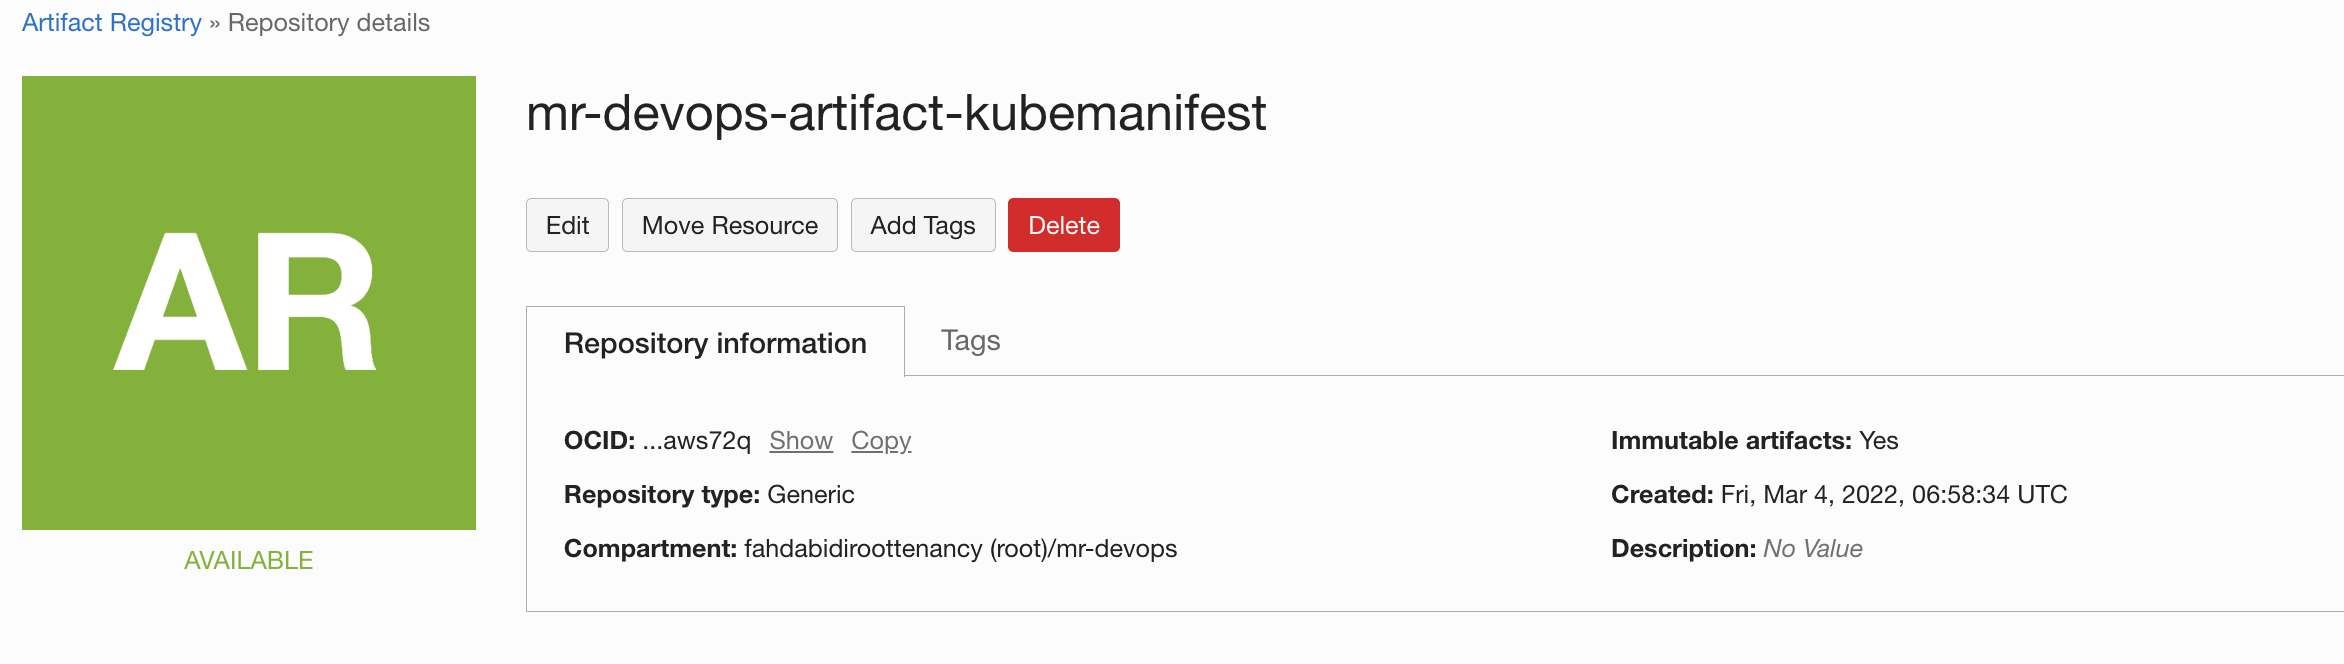 Artifact Registry » Repository details
AR
AVAILABLE
mr-devops-artifact-kubemanifest
Edit Move Resource Add Tags Delete
Repository information Tags
OCID: ...aws72q Show Copy
Repository type: Generic
Compartment: fahdabidiroottenancy (root)/mr-devops
Immutable artifacts: Yes
Created: Fri, Mar 4, 2022, 06:58:34 UTC
Description: No Value